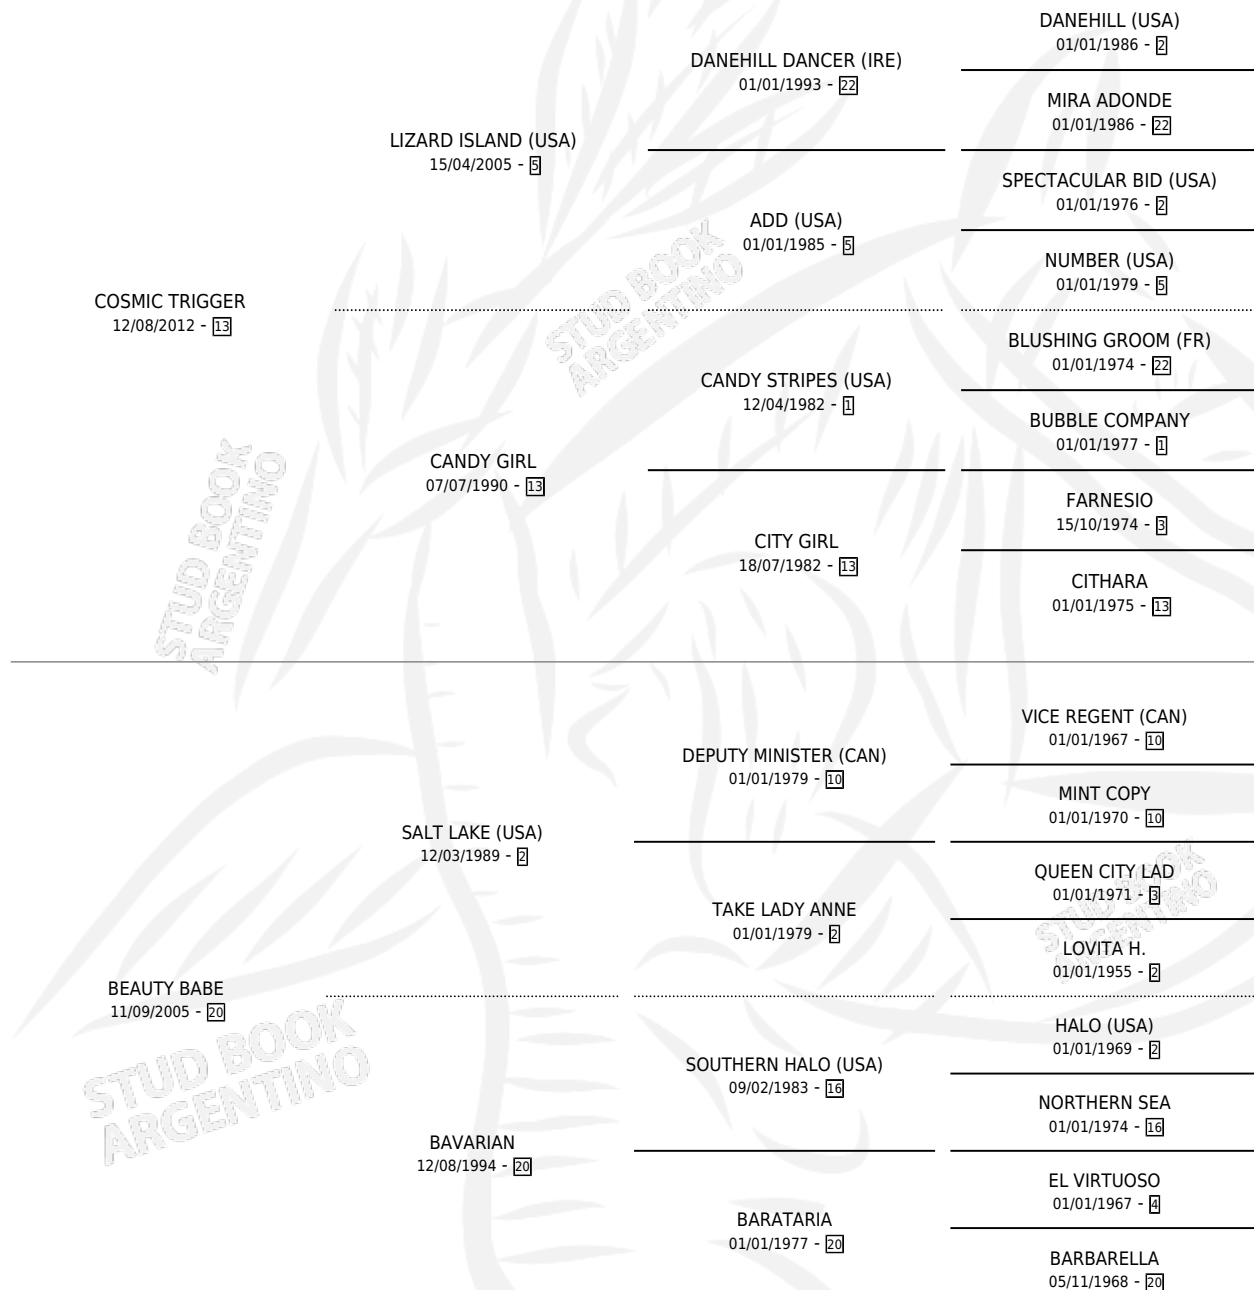 DANEHILL (USA)
01/01/1986 - 2
DANEHILL DANCER (IRE)
01/01/1993 - 22
MIRA ADONDE
01/01/1986 - 22
LIZARD ISLAND (USA)
15/04/2005 - 5
SPECTACULAR BID (USA)
01/01/1976 - 2
ADD (USA)
01/01/1985 - 5
NUMBER (USA)
01/01/1979 - 5
COSMIC TRIGGER
12/08/2012 - 13
STUD BOOK
ARGENTINO
BLUSHING GROOM (FR)
01/01/1974 - 22
CANDY STRIPES (USA)
12/04/1982 - 1
BUBBLE COMPANY
01/01/1977 - 1
CANDY GIRL
07/07/1990 - 13
FARNESIO
15/10/1974 - 3
CITY GIRL
18/07/1982 - 13
CITHARA
01/01/1975 - 13
STUD BOOK
ARGENTINO
VICE REGENT (CAN)
01/01/1967 - 10
DEPUTY MINISTER (CAN)
01/01/1979 - 10
MINT COPY
01/01/1970 - 10
SALT LAKE (USA)
12/03/1989 - 2
QUEEN CITY LAD
01/01/1971 - 3
TAKE LADY ANNE
01/01/1979 - 2
STUD BOOK
ARGENTINO
LOVITA H.
01/01/1955 - 2
BEAUTY BABE
11/09/2005 - 20
STUD BOOK
ARGENTINO
HALO (USA)
01/01/1969 - 2
SOUTHERN HALO (USA)
09/02/1983 - 16
NORTHERN SEA
01/01/1974 - 16
BAVARIAN
12/08/1994 - 20
EL VIRTUOSO
01/01/1967 - 4
BARATARIA
01/01/1977 - 20
BARBARELLA
05/11/1968 - 20